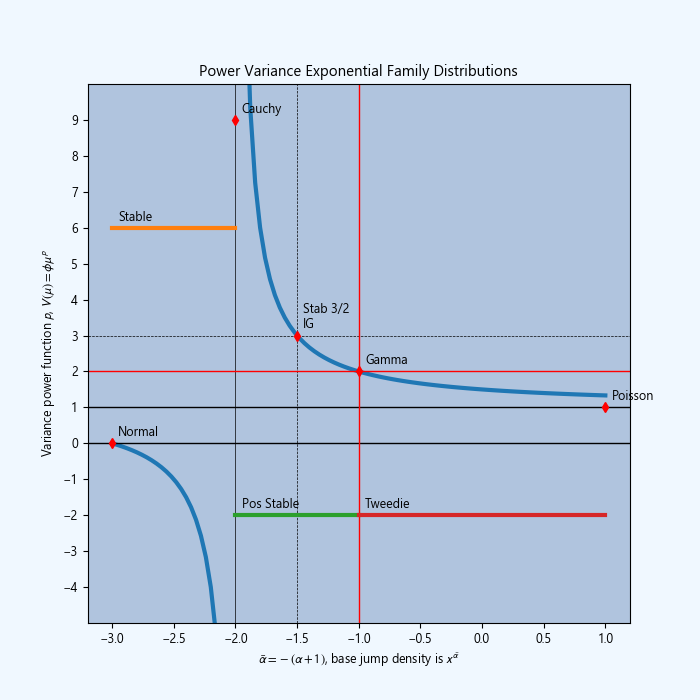 Power Variance Exponential Family Distributions
Variance power function p, V(μ) = ϕμ^p
9
8
7
6
5
4
3
2
1
0
−1
−2
−3
−4
Cauchy
Stable
Stab 3/2
IG
Gamma
Poisson
Normal
Pos Stable
Tweedie
−3.0
−2.5
−2.0
−1.5
−1.0
−0.5
0.0
0.5
1.0
ᾱ = − (α + 1), base jump density is x^ᾱ